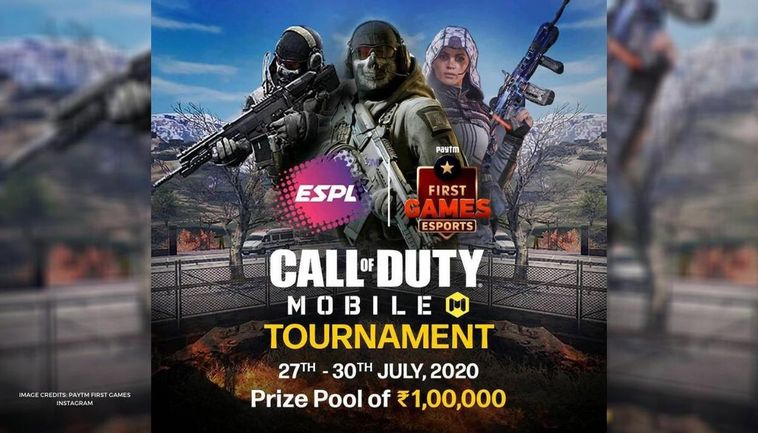 ESPL
Paytm
FIRST
GAMES
ESPORTS
CALL OF DUTY®
MOBILE
TOURNAMENT
27TH - 30TH JULY, 2020
Prize Pool of ₹1,00,000
IMAGE CREDITS: PAYTM FIRST GAMES
INSTAGRAM